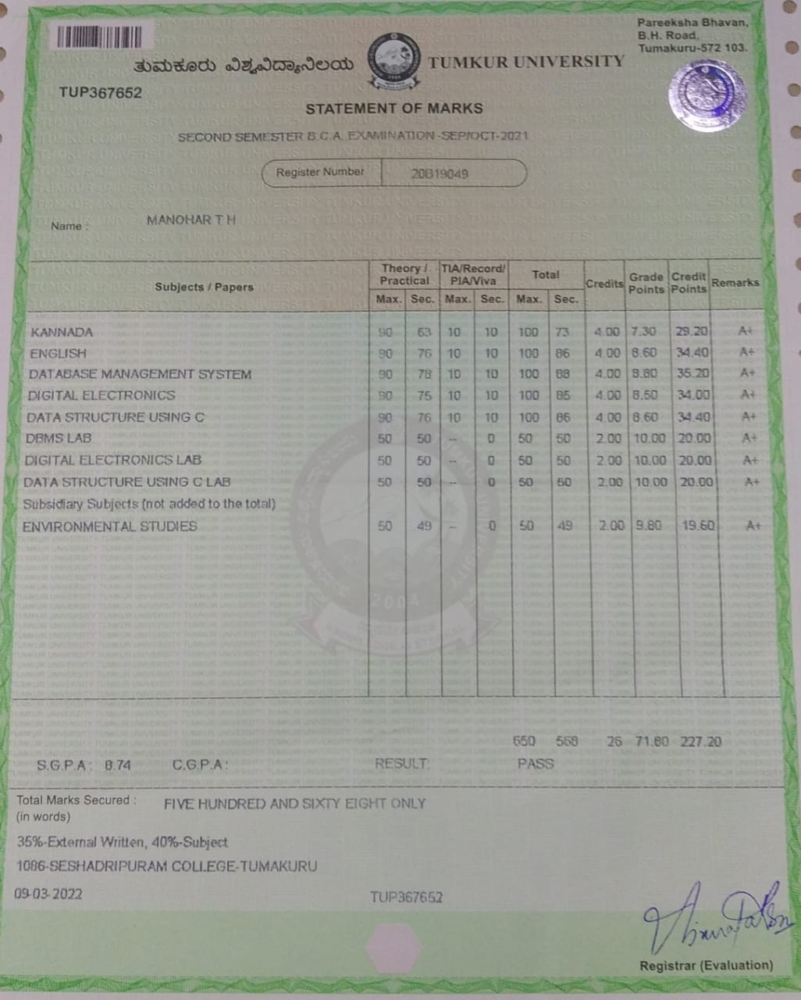 Pareeksha Bhavan,
B.H. Road,
Tumakuru-572 103.
ತುಮಕೂರು ವಿಶ್ವವಿದ್ಯಾನಿಲಯ TUMKUR UNIVERSITY
TUP367652
STATEMENT OF MARKS
SECOND SEMESTER B.C.A. EXAMINATION -SEP/OCT-2021
Register Number 20B19049
Name : MANOHAR T H
Subjects / Papers Theory / Practical TIA/Record/ PIA/Viva Total Credits Grade Points Credit Points Remarks
Max. Sec. Max. Sec. Max. Sec.
KANNADA 90 63 10 10 100 73 4.00 7.30 29.20 A+
ENGLISH 90 76 10 10 100 86 4.00 8.60 34.40 A+
DATABASE MANAGEMENT SYSTEM 90 78 10 10 100 88 4.00 8.80 35.20 A+
DIGITAL ELECTRONICS 90 75 10 10 100 85 4.00 8.50 34.00 A+
DATA STRUCTURE USING C 90 76 10 10 100 86 4.00 8.60 34.40 A+
DBMS LAB 50 50 -- 0 50 50 2.00 10.00 20.00 A+
DIGITAL ELECTRONICS LAB 50 50 -- 0 50 50 2.00 10.00 20.00 A+
DATA STRUCTURE USING C LAB 50 50 -- 0 50 50 2.00 10.00 20.00 A+
Subsidiary Subjects (not added to the total)
ENVIRONMENTAL STUDIES 50 49 -- 0 50 49 2.00 9.80 19.60 A+
2004
650 568 26 71.80 227.20
S.G.P.A : 8.74 C.G.P.A : RESULT: PASS
Total Marks Secured : FIVE HUNDRED AND SIXTY EIGHT ONLY
(in words)
35%-External Written, 40%-Subject
1086-SESHADRIPURAM COLLEGE-TUMAKURU
09-03-2022 TUP367652
Registrar (Evaluation)